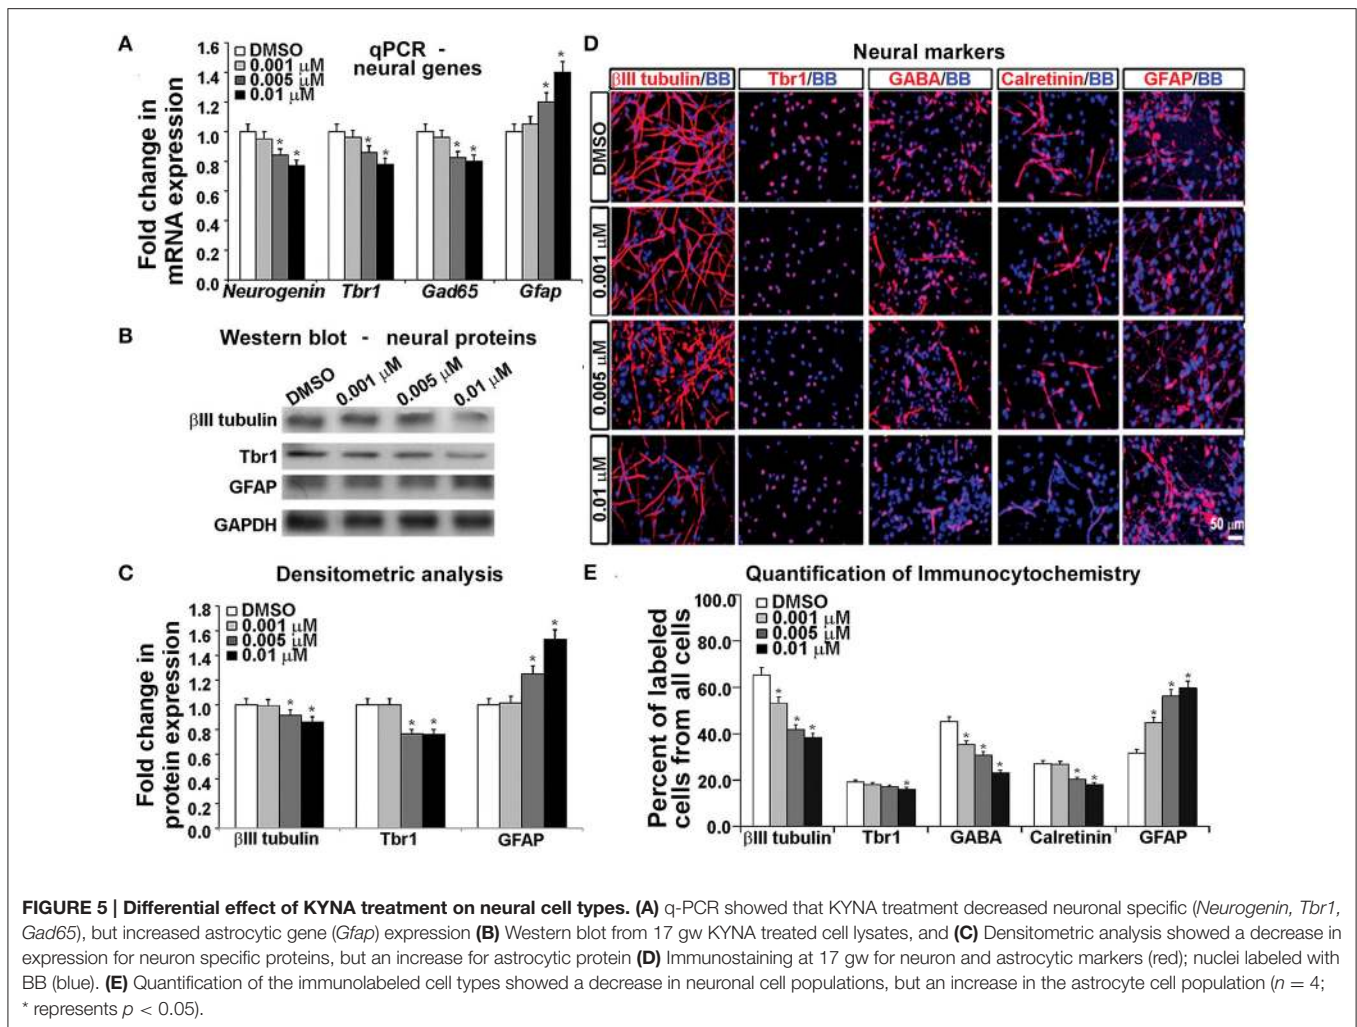 A
qPCR -
neural genes
DMSO
0.001 µM
0.005 µM
0.01 µM
Fold change in
mRNA expression
1.6
1.4
1.2
1.0
0.8
0.6
0.4
0.2
0.0
* * * * * * * *
Neurogenin Tbr1 Gad65 Gfap
B
Western blot - neural proteins
DMSO 0.001 µM 0.005 µM 0.01 µM
βIII tubulin
Tbr1
GFAP
GAPDH
C
Densitometric analysis
DMSO
0.001 µM
0.005 µM
0.01 µM
Fold change in
protein expression
1.8
1.6
1.4
1.2
1.0
0.8
0.6
0.4
0.2
0.0
* * * * * *
βIII tubulin Tbr1 GFAP
D
Neural markers
βIII tubulin/BB Tbr1/BB GABA/BB Calretinin/BB GFAP/BB
DMSO
0.001 µM
0.005 µM
0.01 µM
50 µm
E
Quantification of Immunocytochemistry
DMSO
0.001 µM
0.005 µM
0.01 µM
Percent of labeled
cells from all cells
100.0
80.0
60.0
40.0
20.0
0.0
* * * * * * * * * * * *
βIII tubulin Tbr1 GABA Calretinin GFAP
FIGURE 5 | Differential effect of KYNA treatment on neural cell types. (A) q-PCR showed that KYNA treatment decreased neuronal specific (Neurogenin, Tbr1,
Gad65), but increased astrocytic gene (Gfap) expression (B) Western blot from 17 gw KYNA treated cell lysates, and (C) Densitometric analysis showed a decrease in
expression for neuron specific proteins, but an increase for astrocytic protein (D) Immunostaining at 17 gw for neuron and astrocytic markers (red); nuclei labeled with
BB (blue). (E) Quantification of the immunolabeled cell types showed a decrease in neuronal cell populations, but an increase in the astrocyte cell population (n = 4;
* represents p < 0.05).